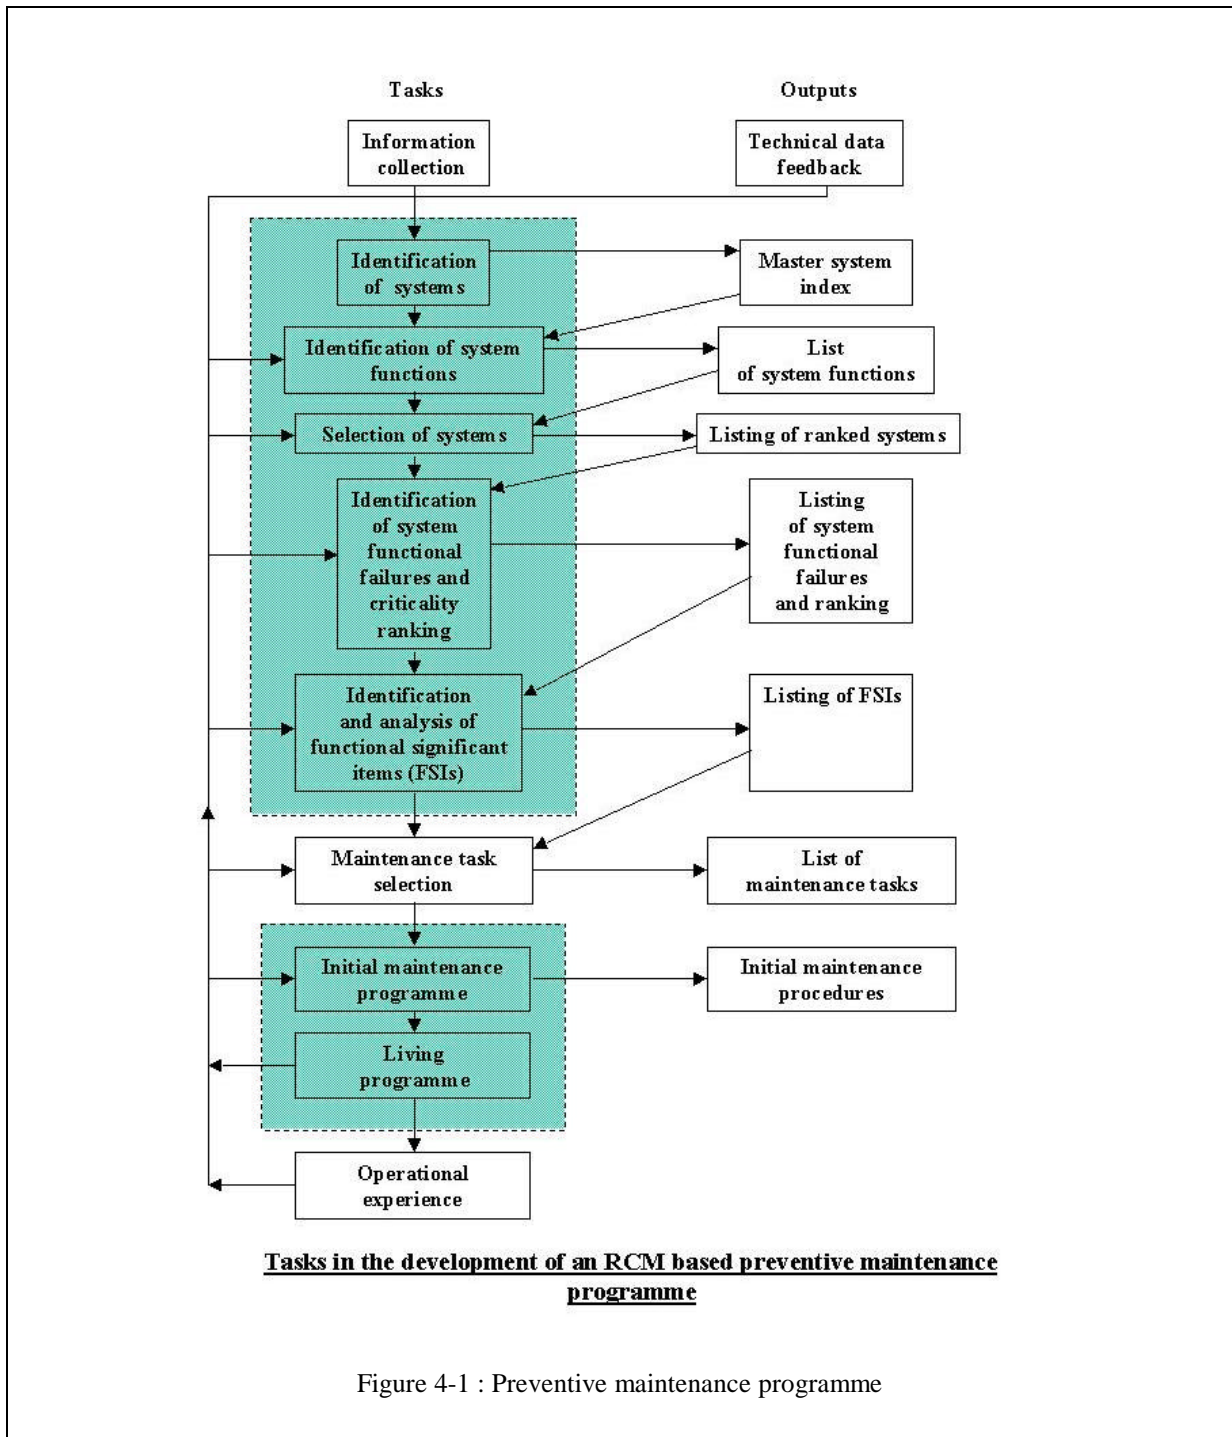 Tasks
Outputs
Information
collection
Technical data
feedback
Identification
of systems
Master system
index
Identification of system
functions
List
of system functions
Selection of systems
Listing of ranked systems
Identification
of system
functional
failures and
criticality
ranking
Listing
of system
functional
failures
and ranking
Identification
and analysis of
functional significant
items (FSIs)
Listing of FSIs
Maintenance task
selection
List of
maintenance tasks
Initial maintenance
programme
Initial maintenance
procedures
Living
programme
Operational
experience
Tasks in the development of an RCM based preventive maintenance
programme
Figure 4-1 : Preventive maintenance programme